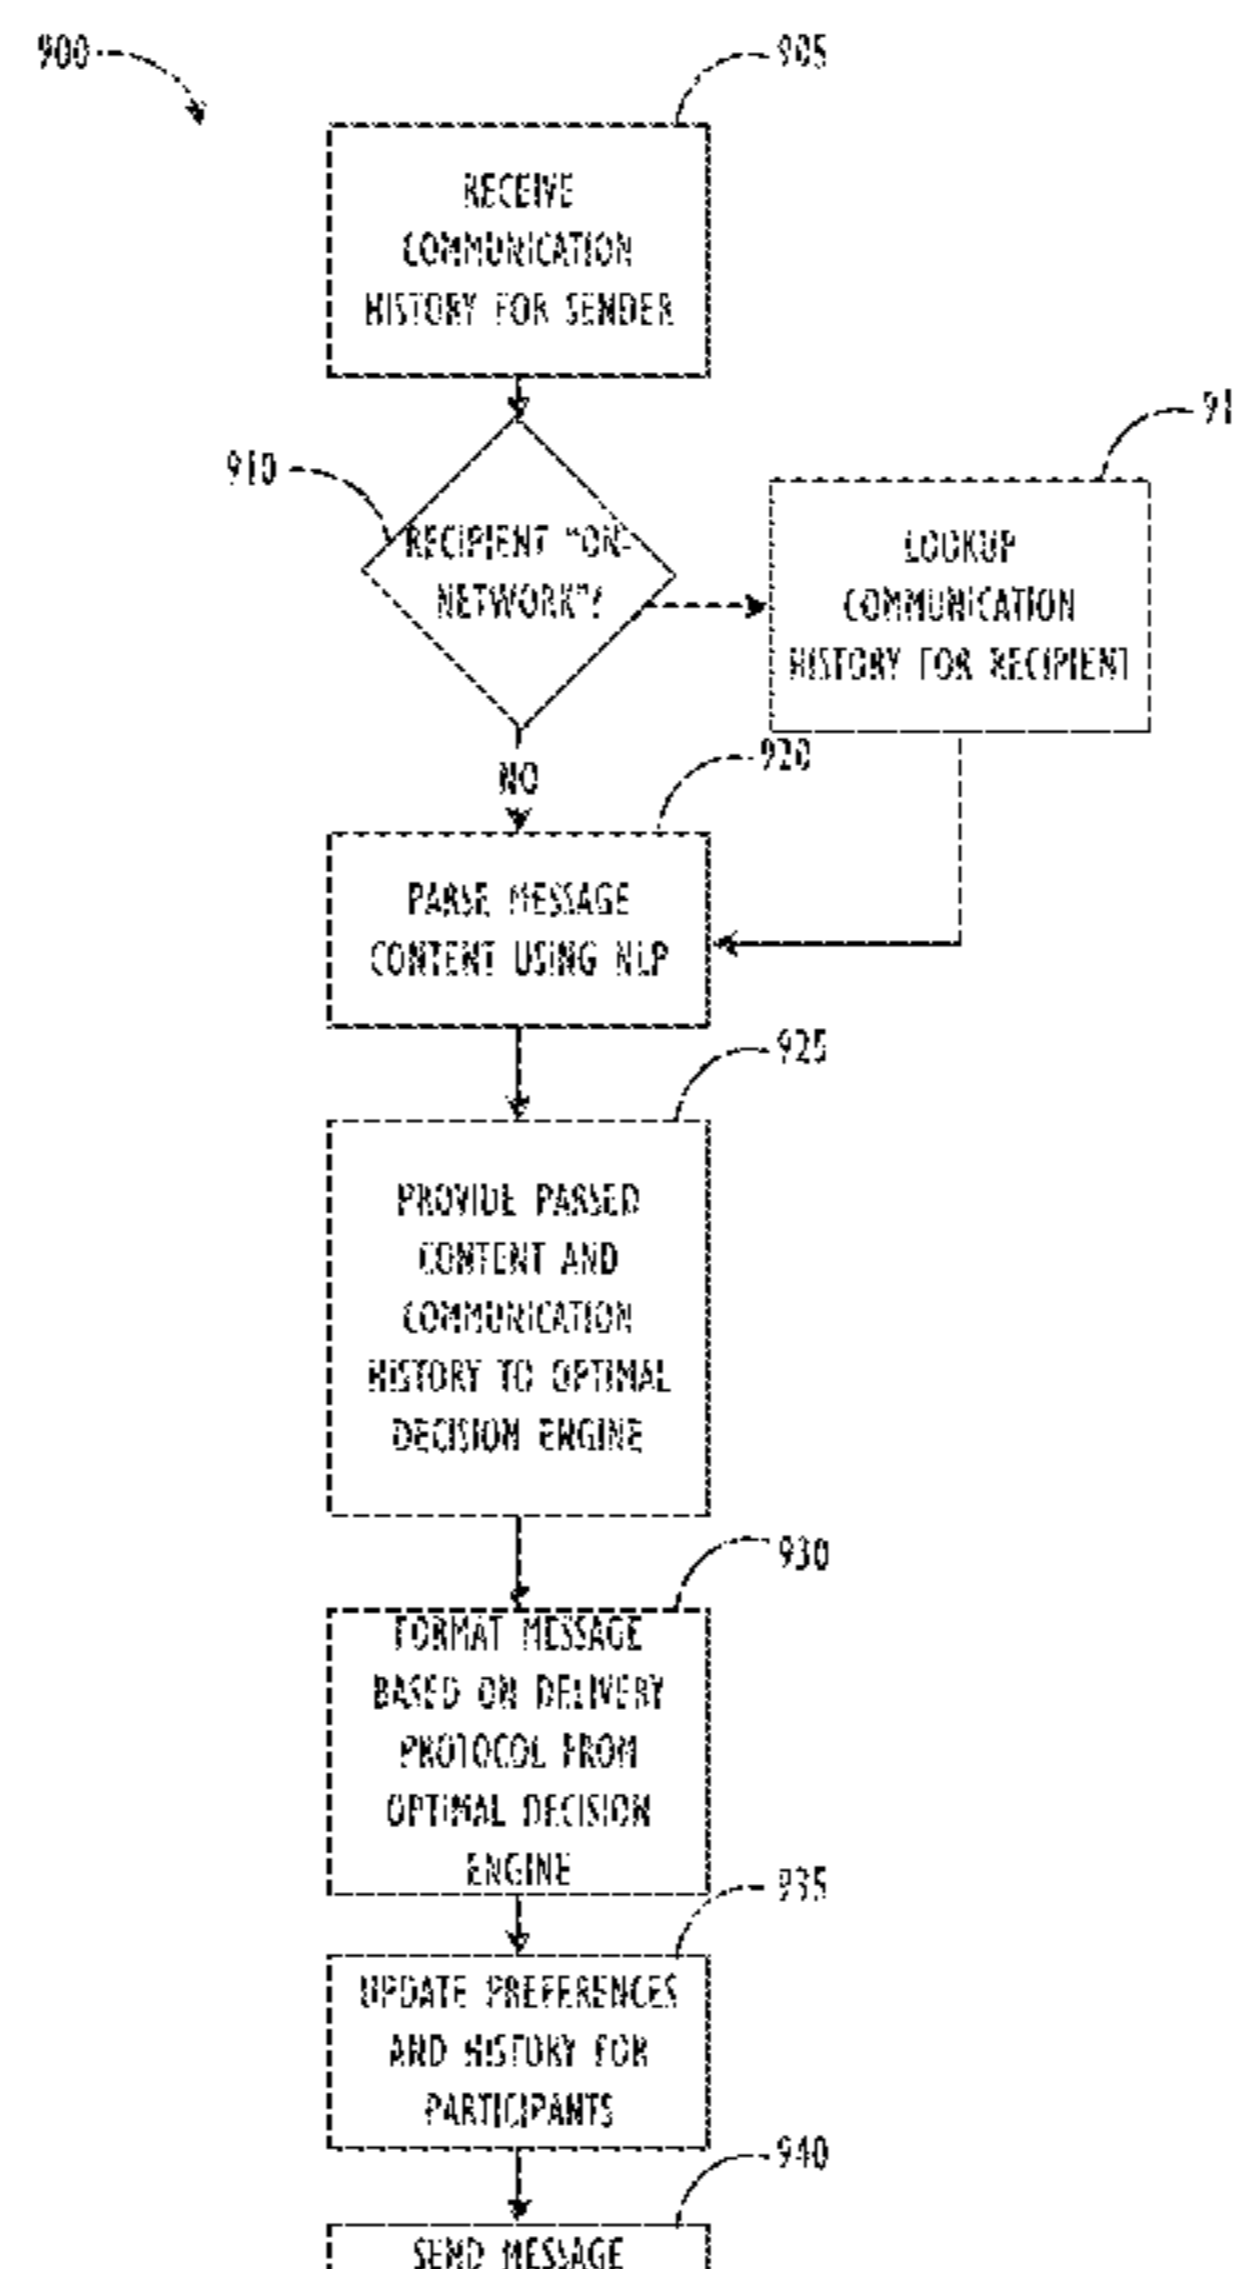 900
905
RECEIVE
COMMUNICATION
HISTORY FOR SENDER
910
RECIPIENT "ON-
NETWORK"?
91
LOOKUP
COMMUNICATION
HISTORY FOR RECIPIENT
NO
920
PARSE MESSAGE
CONTENT USING NLP
925
PROVIDE PARSED
CONTENT AND
COMMUNICATION
HISTORY TO OPTIMAL
DECISION ENGINE
930
FORMAT MESSAGE
BASED ON DELIVERY
PROTOCOL FROM
OPTIMAL DECISION
ENGINE
935
UPDATE PREFERENCES
AND HISTORY FOR
PARTICIPANTS
940
SEND MESSAGE